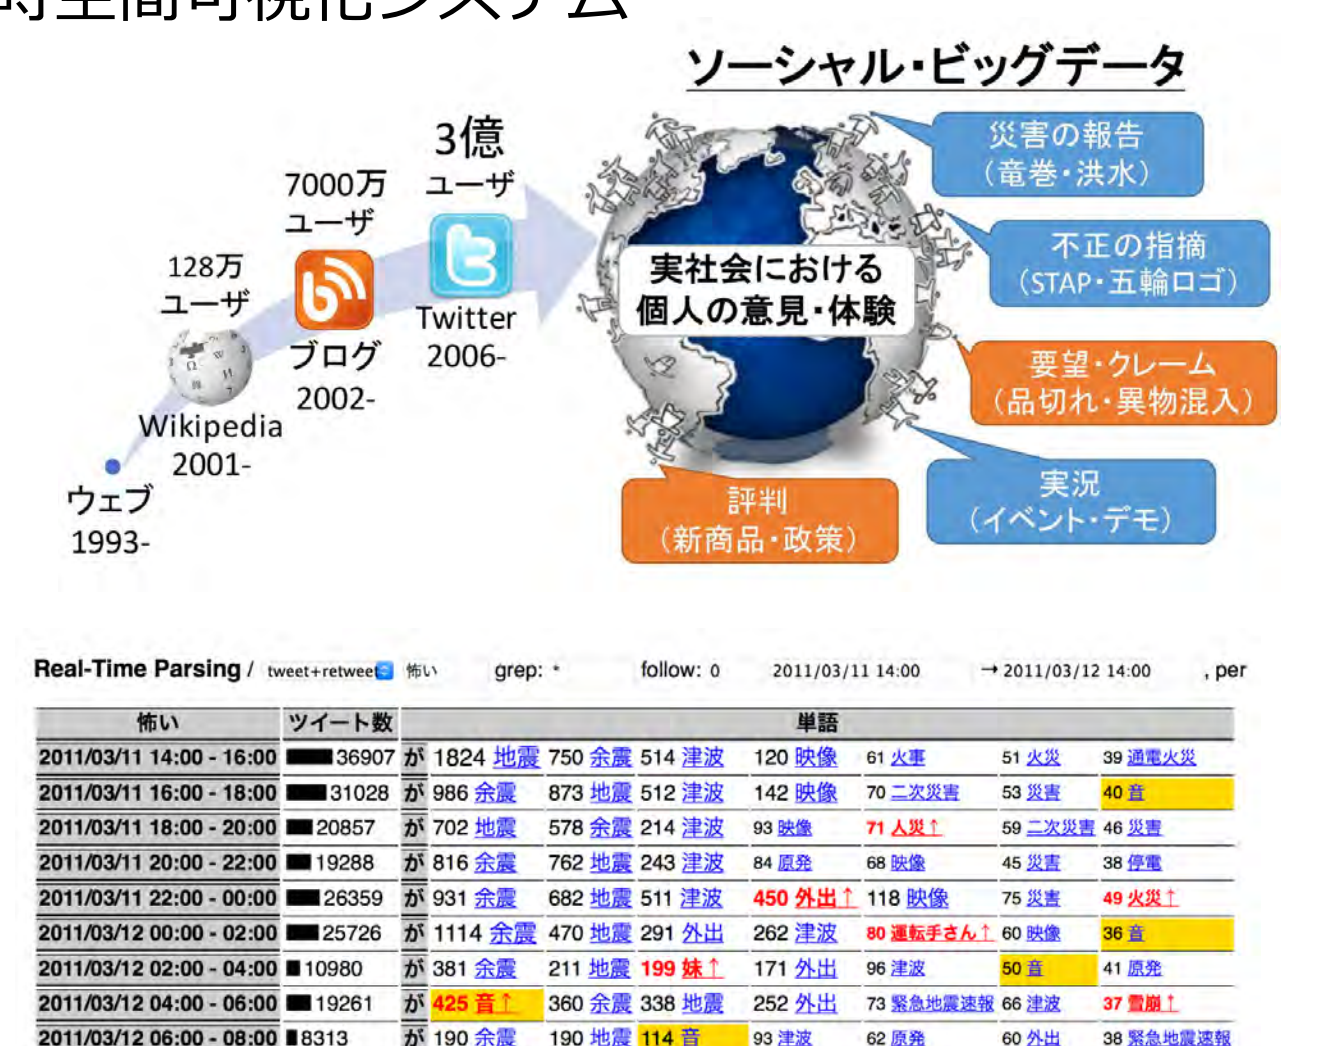 時空間可視化システム
ソーシャル・ビッグデータ
3億
ユーザ
7000万
ユーザ
128万
ユーザ
Twitter
2006-
ブログ
2002-
Wikipedia
2001-
ウェブ
1993-
実社会における
個人の意見・体験
災害の報告
（竜巻・洪水）
不正の指摘
（STAP・五輪ロゴ）
要望・クレーム
（品切れ・異物混入）
実況
（イベント・デモ）
評判
（新商品・政策）
Real-Time Parsing / tweet+retweet 怖い grep: * follow: 0 2011/03/11 14:00 → 2011/03/12 14:00 , per
怖い ツイート数 単語
2011/03/11 14:00 - 16:00 36907 が 1824 地震 750 余震 514 津波 120 映像 61 火事 51 火災 39 通電火災
2011/03/11 16:00 - 18:00 31028 が 986 余震 873 地震 512 津波 142 映像 70 二次災害 53 災害 40 音
2011/03/11 18:00 - 20:00 20857 が 702 地震 578 余震 214 津波 93 映像 71 人災↑ 59 二次災害 46 災害
2011/03/11 20:00 - 22:00 19288 が 816 余震 762 地震 243 津波 84 原発 68 映像 45 災害 38 停電
2011/03/11 22:00 - 00:00 26359 が 931 余震 682 地震 511 津波 450 外出↑ 118 映像 75 災害 49 火災↑
2011/03/12 00:00 - 02:00 25726 が 1114 余震 470 地震 291 外出 262 津波 80 運転手さん↑ 60 映像 36 音
2011/03/12 02:00 - 04:00 10980 が 381 余震 211 地震 199 妹↑ 171 外出 96 津波 50 音 41 原発
2011/03/12 04:00 - 06:00 19261 が 425 音↑ 360 余震 338 地震 252 外出 73 緊急地震速報 66 津波 37 雪崩↑
2011/03/12 06:00 - 08:00 8313 が 190 余震 190 地震 114 音 93 津波 62 原発 60 外出 38 緊急地震速報